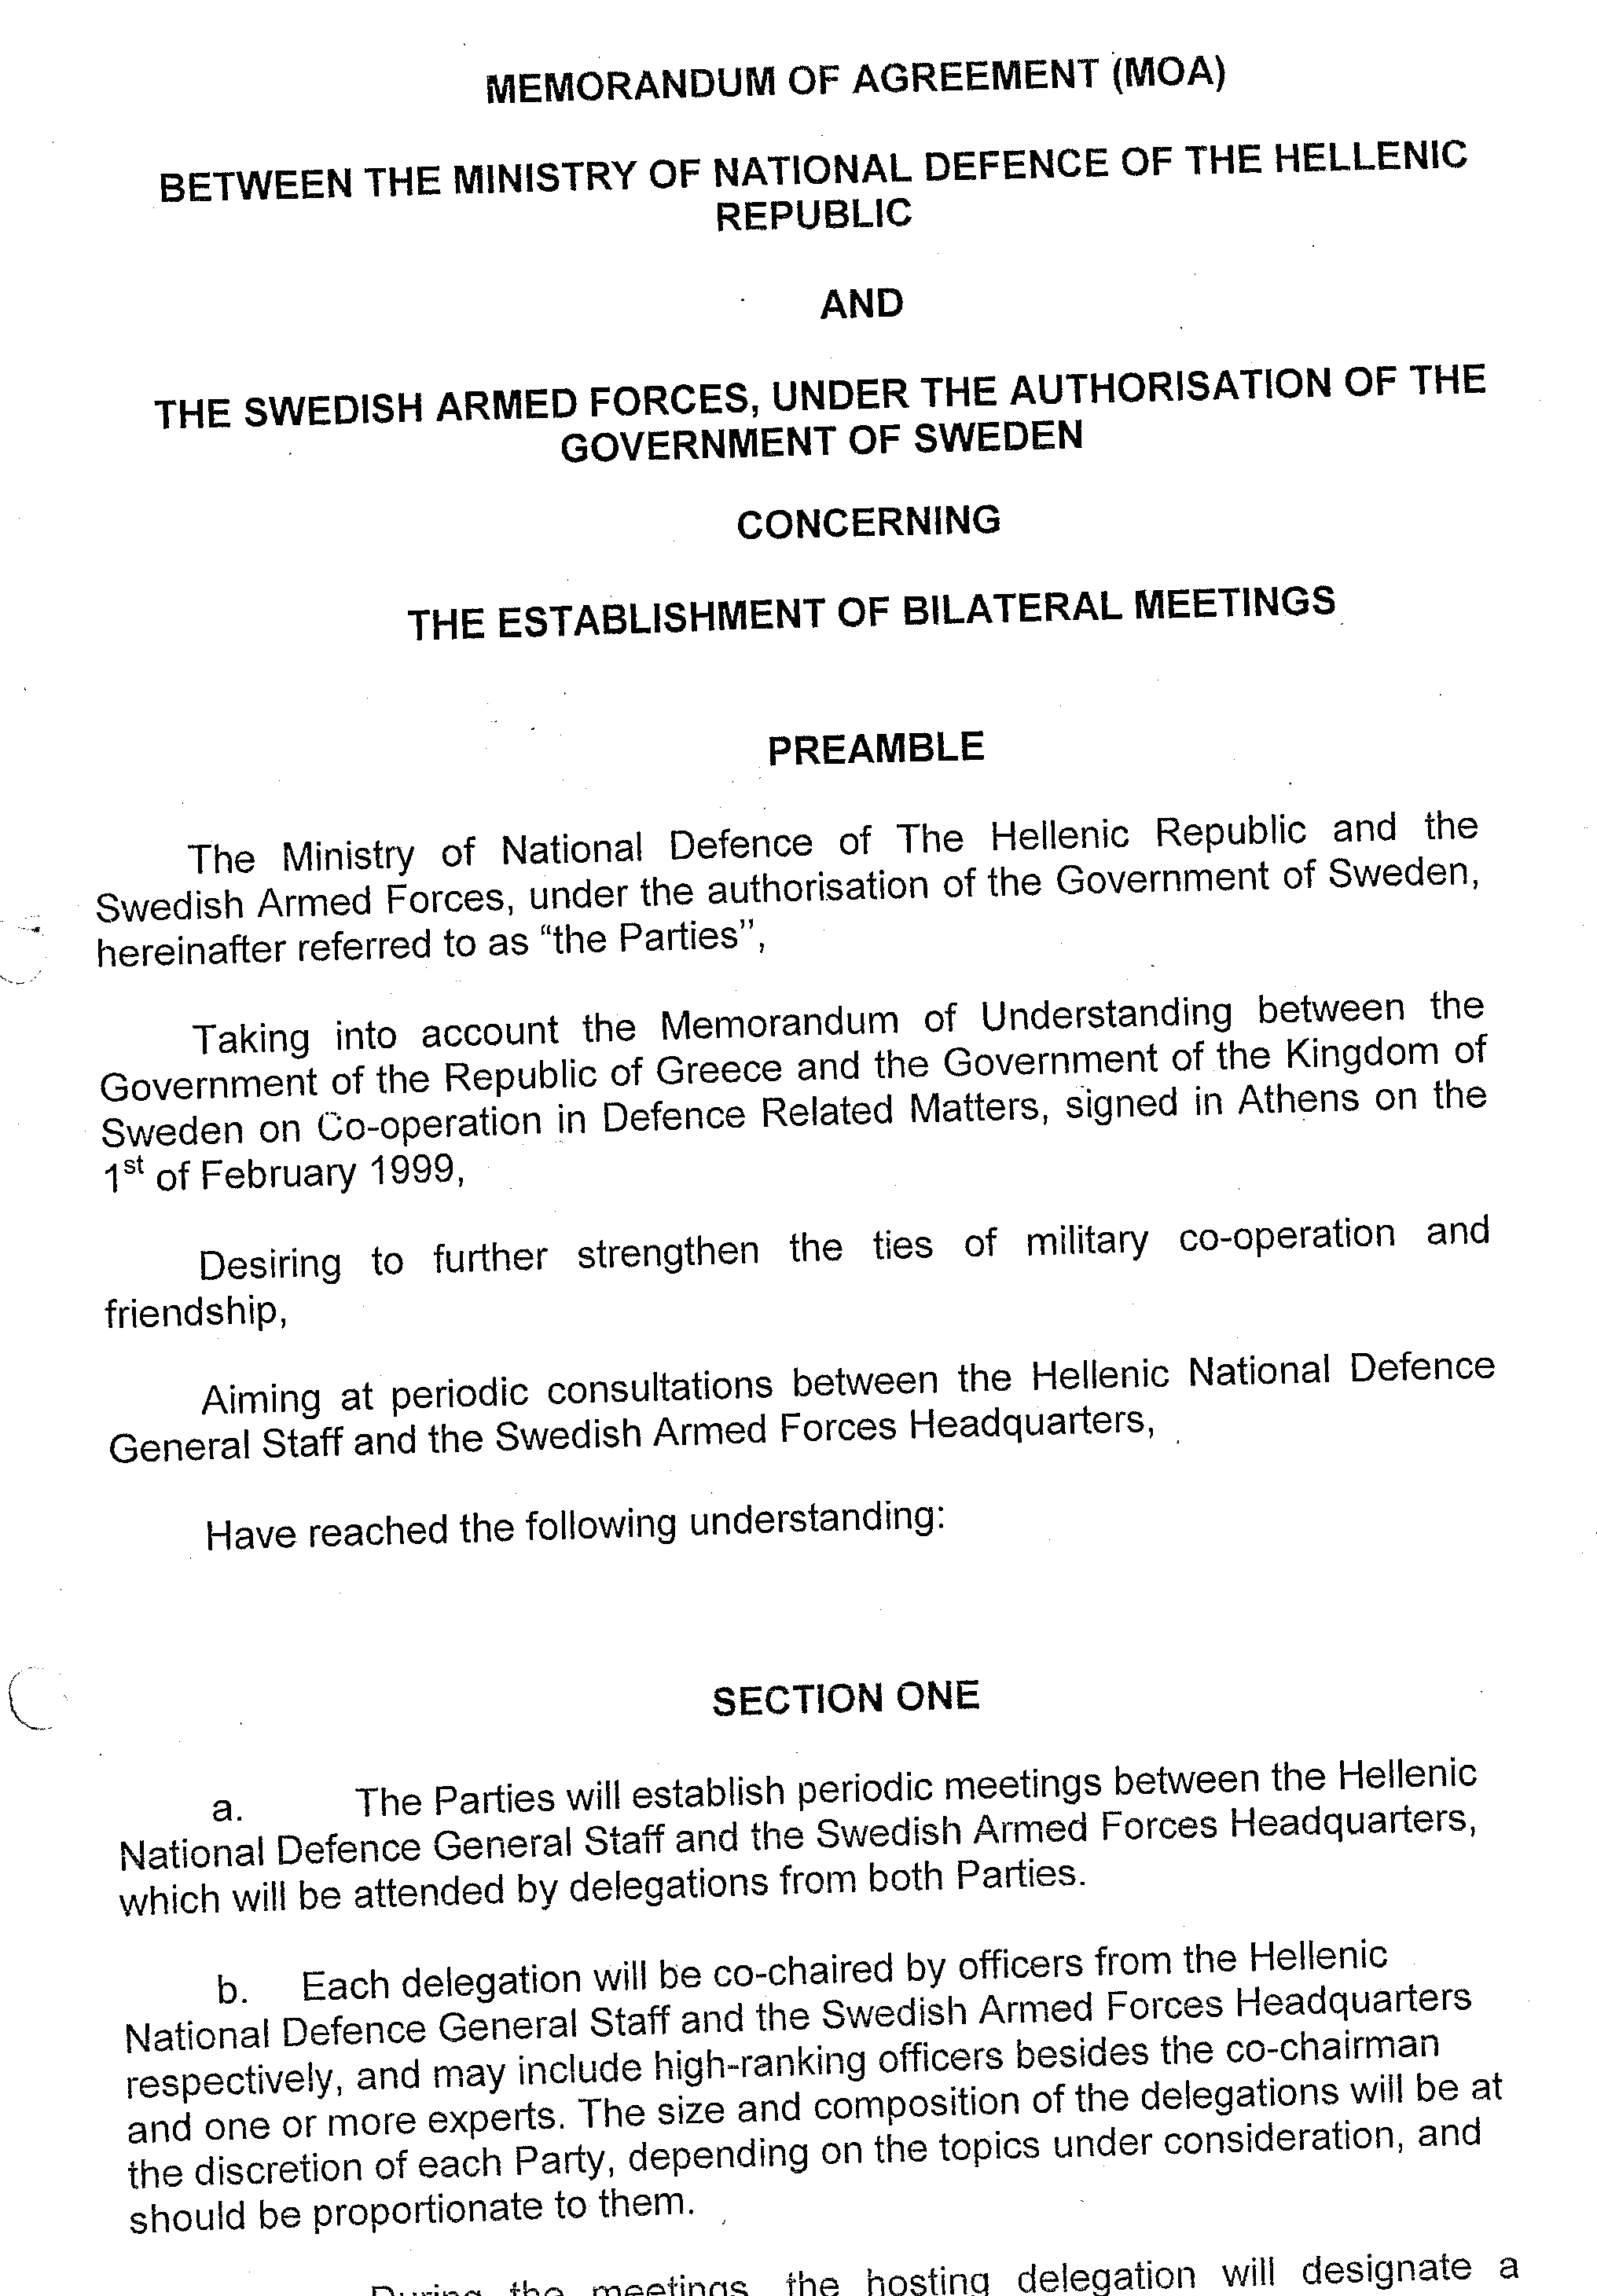 MEMORANDUM OF AGREEMENT (MOA)
BETWEEN THE MINISTRY OF NATIONAL DEFENCE OF THE HELLENIC
REPUBLIC
AND
THE SWEDISH ARMED FORCES, UNDER THE AUTHORISATION OF THE
GOVERNMENT OF SWEDEN
CONCERNING
THE ESTABLISHMENT OF BILATERAL MEETINGS
PREAMBLE
The Ministry of National Defence of The Hellenic Republic and the
Swedish Armed Forces, under the authorisation of the Government of Sweden,
hereinafter referred to as “the Parties”,
Taking into account the Memorandum of Understanding between the
Government of the Republic of Greece and the Government of the Kingdom of
Sweden on Co-operation in Defence Related Matters, signed in Athens on the
1st of February 1999,
Desiring to further strengthen the ties of military co-operation and
friendship,
Aiming at periodic consultations between the Hellenic National Defence
General Staff and the Swedish Armed Forces Headquarters,
Have reached the following understanding:
SECTION ONE
a. The Parties will establish periodic meetings between the Hellenic
National Defence General Staff and the Swedish Armed Forces Headquarters,
which will be attended by delegations from both Parties.
b. Each delegation will be co-chaired by officers from the Hellenic
National Defence General Staff and the Swedish Armed Forces Headquarters
respectively, and may include high-ranking officers besides the co-chairman
and one or more experts. The size and composition of the delegations will be at
the discretion of each Party, depending on the topics under consideration, and
should be proportionate to them.
During the meetings, the hosting delegation will designate a